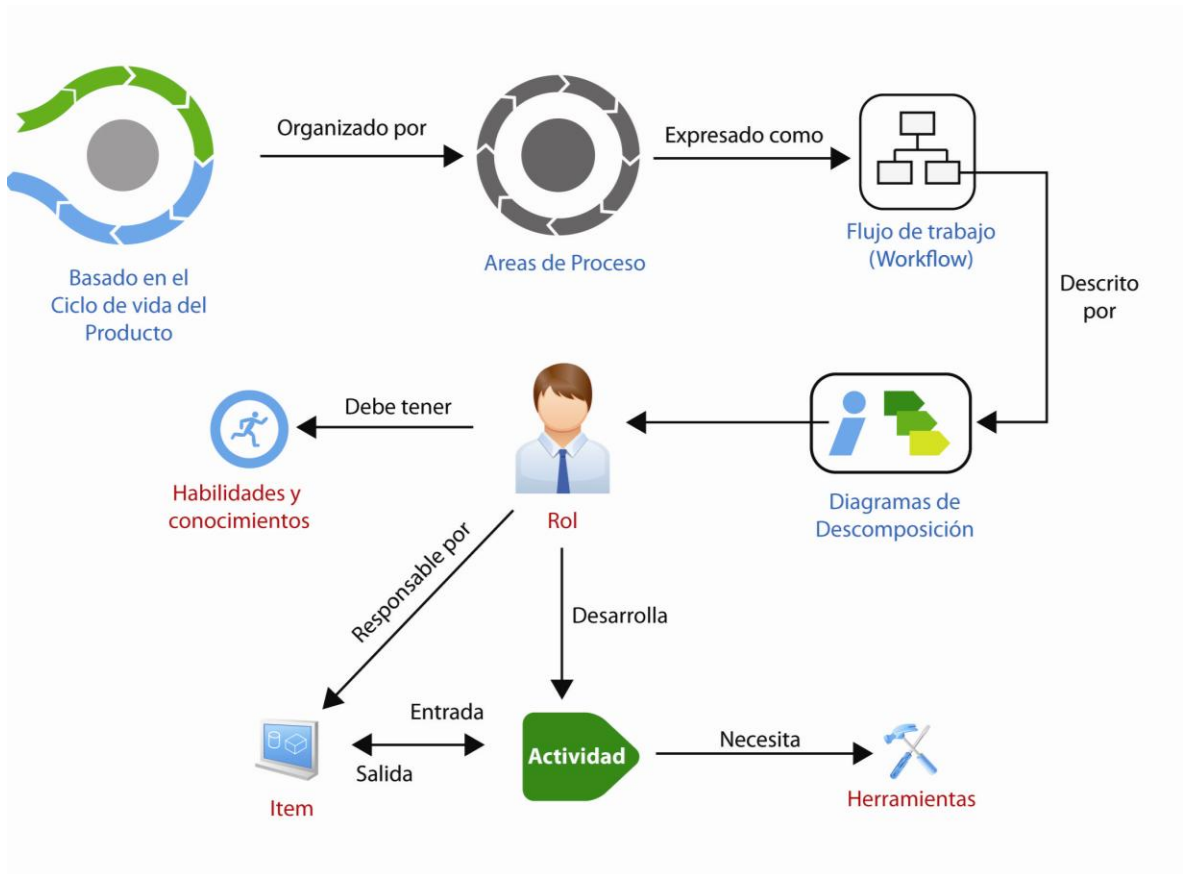 Organizado por
Expresado como
Basado en el
Ciclo de vida del
Producto
Areas de Proceso
Flujo de trabajo
(Workflow)
Descrito
por
Debe tener
Habilidades y
conocimientos
Rol
Diagramas de
Descomposición
Responsable por
Desarrolla
Entrada
Salida
Item
Actividad
Necesita
Herramientas